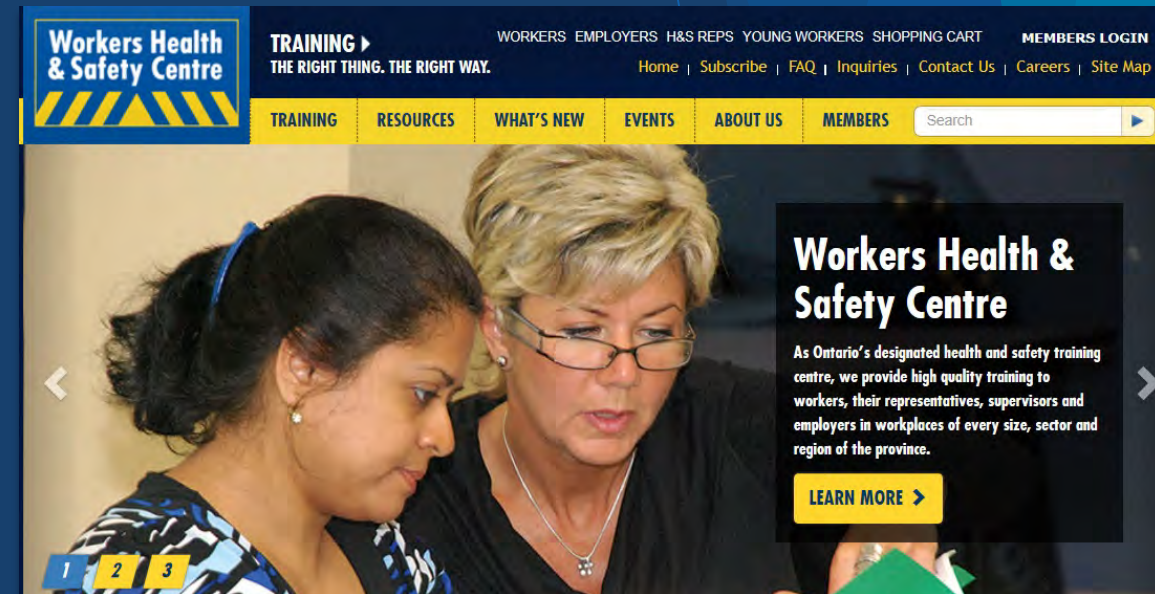 Workers Health
& Safety Centre
TRAINING
THE RIGHT THING. THE RIGHT WAY.
WORKERS EMPLOYERS H&S REPS YOUNG WORKERS SHOPPING CART MEMBERS LOGIN
Home | Subscribe | FAQ | Inquiries | Contact Us | Careers | Site Map
TRAINING RESOURCES WHAT'S NEW EVENTS ABOUT US MEMBERS Search
Workers Health &
Safety Centre
As Ontario's designated health and safety training
centre, we provide high quality training to
workers, their representatives, supervisors and
employers in workplaces of every size, sector and
region of the province.
LEARN MORE
1 2 3